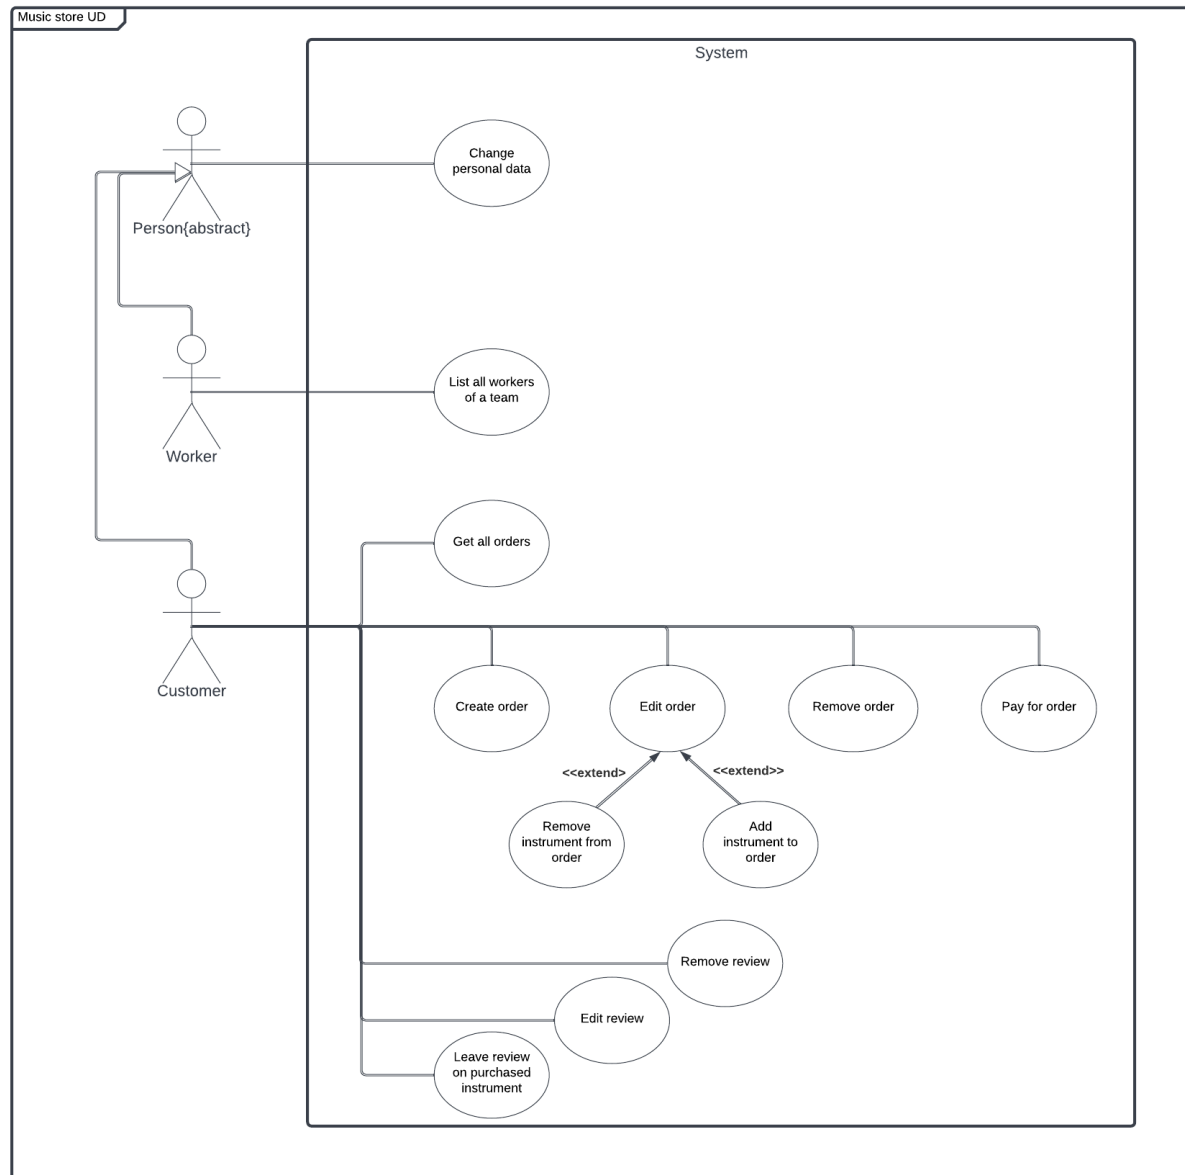 Music store UD
System
Change
personal data
Person{abstract}
List all workers
of a team
Worker
Get all orders
Customer
Create order
Edit order
Remove order
Pay for order
<<extend>
<<extend>>
Remove
instrument from
order
Add
instrument to
order
Remove review
Edit review
Leave review
on purchased
instrument